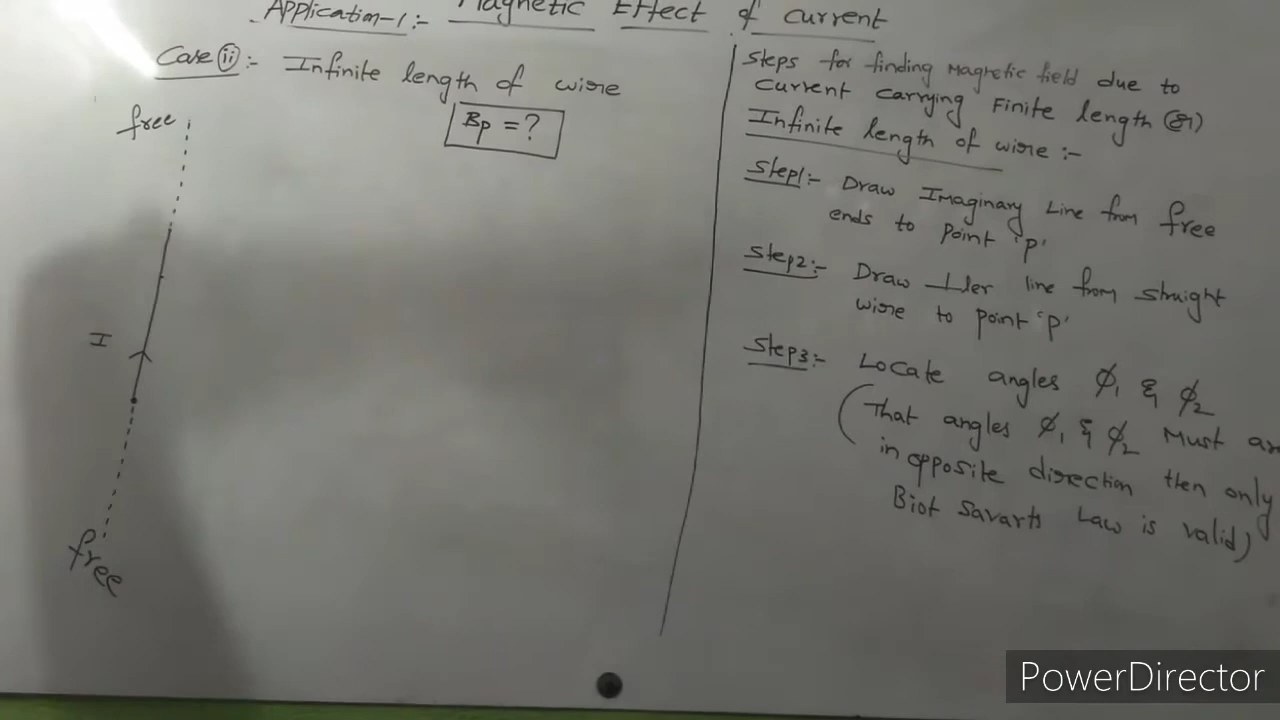 Application-1:- Magnetic Effect of current
Case (ii):- Infinite length of wire
Bp = ?
free
I
free
Steps for finding Magnetic field due to
Current carrying Finite length (or)
Infinite length of wire :-
Step1:- Draw Imaginary Line from free
ends to point 'P'
Step2:- Draw ⊥ler line from straight
wire to point 'P'
Step3:- Locate angles ϕ1 & ϕ2
(That angles ϕ1 & ϕ2 Must are
in opposite direction then only
Biot Savarts Law is valid)
PowerDirector